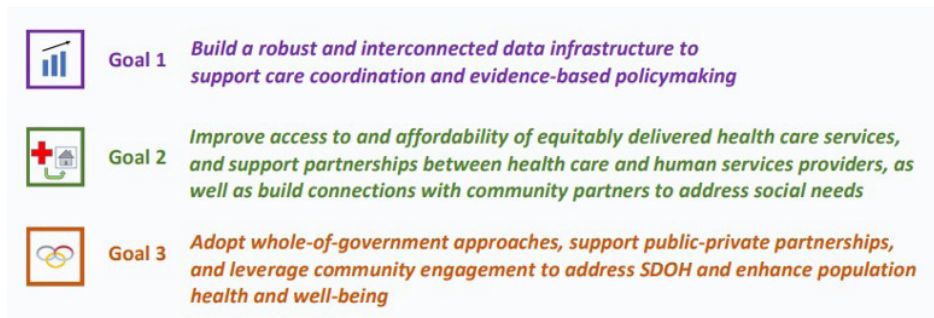 Goal 1
Build a robust and interconnected data infrastructure to
support care coordination and evidence-based policymaking
Goal 2
Improve access to and affordability of equitably delivered health care services,
and support partnerships between health care and human services providers, as
well as build connections with community partners to address social needs
Goal 3
Adopt whole-of-government approaches, support public-private partnerships,
and leverage community engagement to address SDOH and enhance population
health and well-being